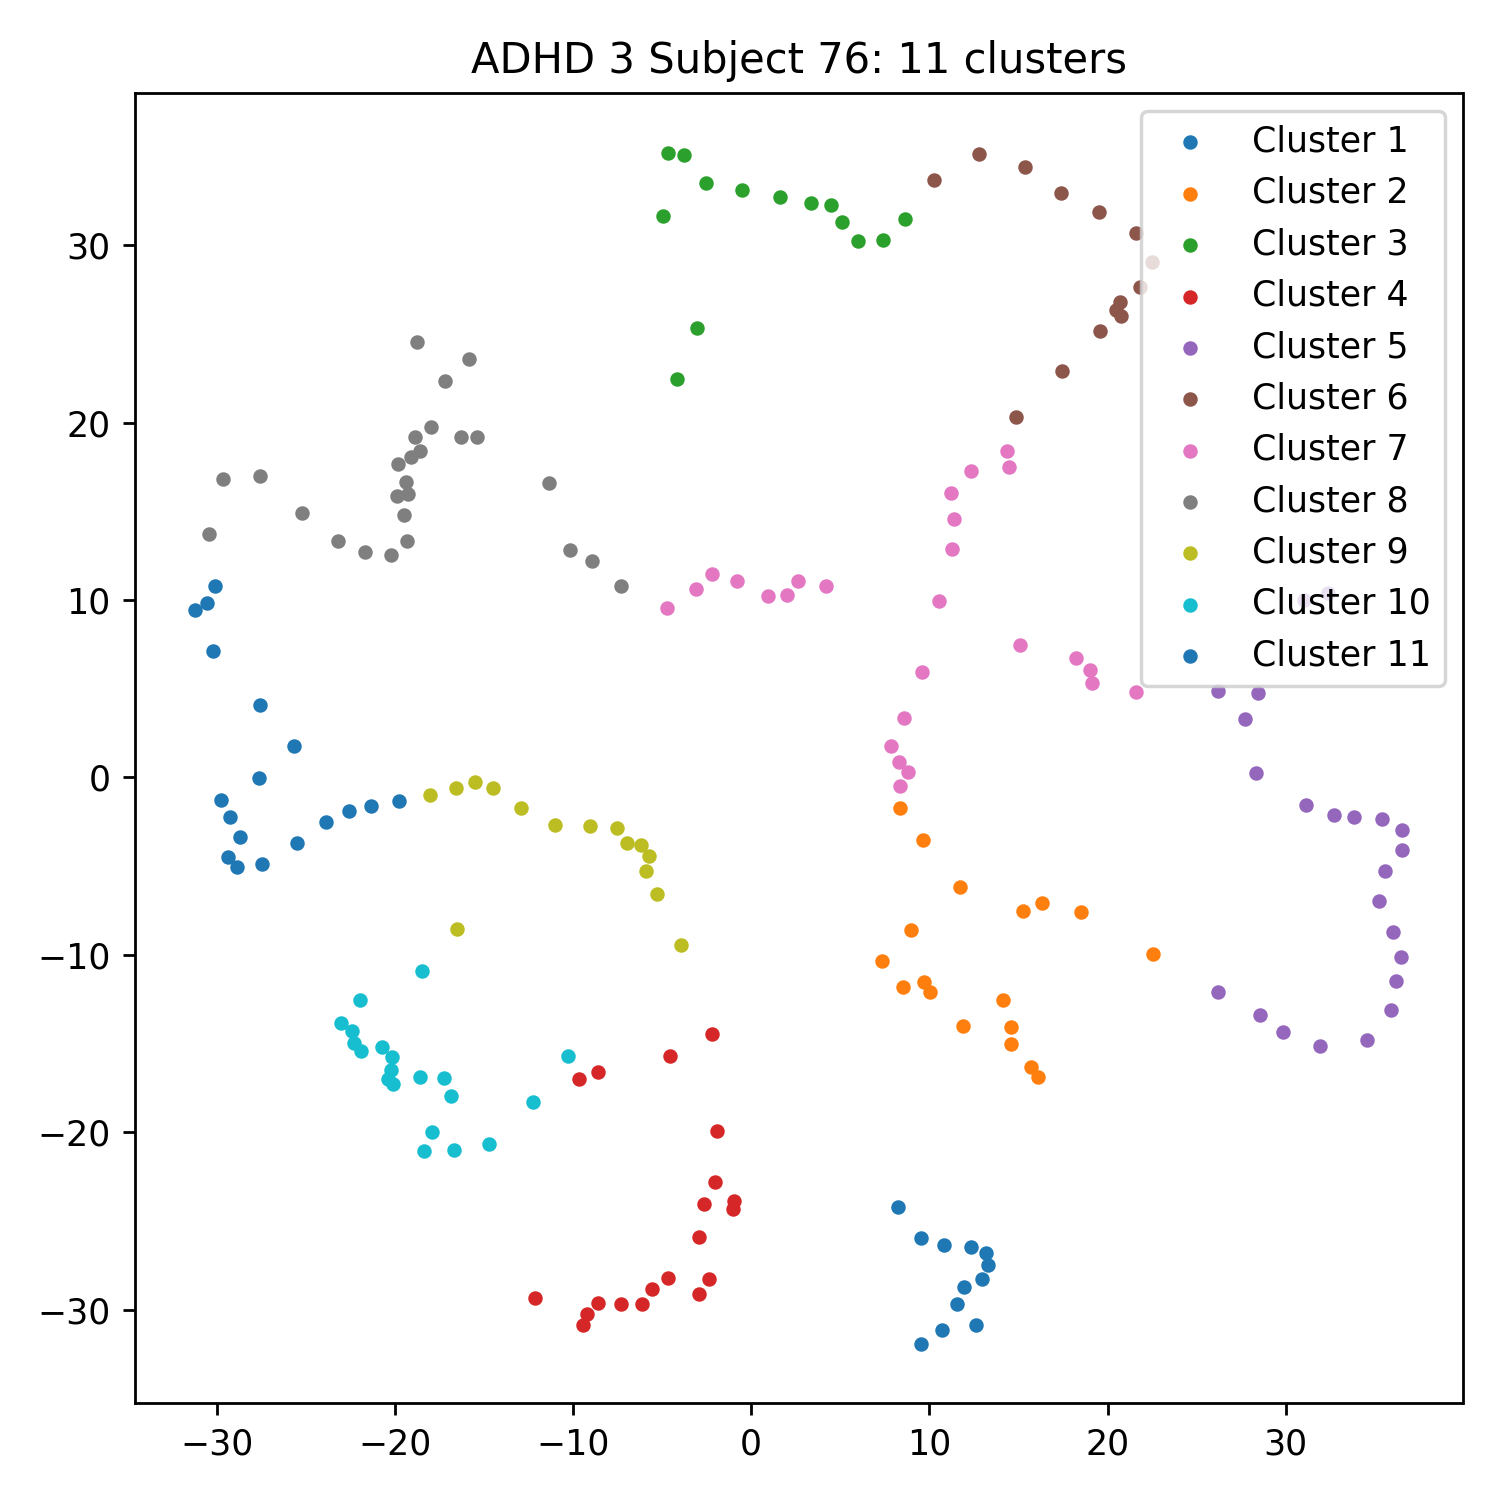 ADHD 3 Subject 76: 11 clusters
Cluster 1
Cluster 2
Cluster 3
Cluster 4
Cluster 5
Cluster 6
Cluster 7
Cluster 8
Cluster 9
Cluster 10
Cluster 11
30
20
10
0
−10
−20
−30
−30 −20 −10 0 10 20 30